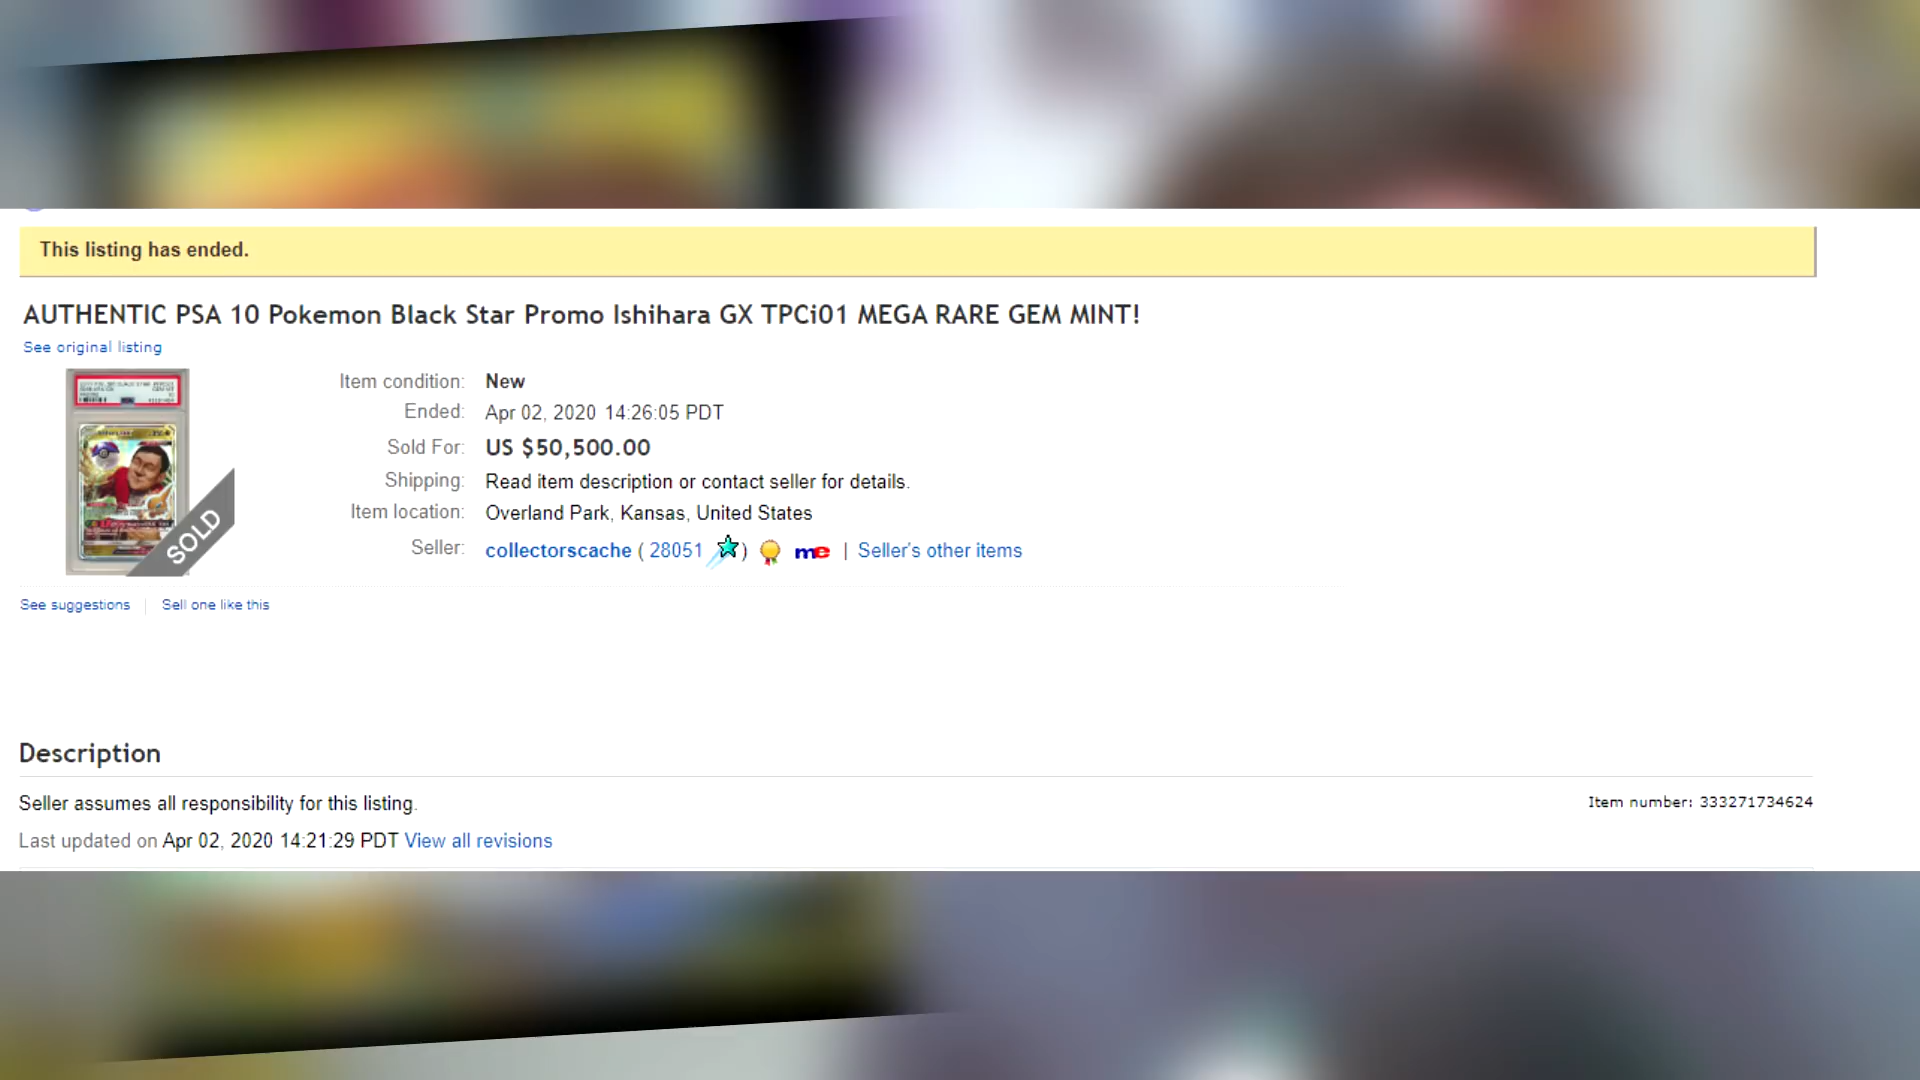 This listing has ended.
AUTHENTIC PSA 10 Pokemon Black Star Promo Ishihara GX TPCi01 MEGA RARE GEM MINT!
See original listing
Item condition: New
Ended: Apr 02, 2020 14:26:05 PDT
Sold For: US $50,500.00
Shipping: Read item description or contact seller for details.
Item location: Overland Park, Kansas, United States
Seller: collectorscache ( 28051 ) me | Seller's other items
SOLD
See suggestions | Sell one like this
Description
Seller assumes all responsibility for this listing.
Item number: 333271734624
Last updated on Apr 02, 2020 14:21:29 PDT View all revisions